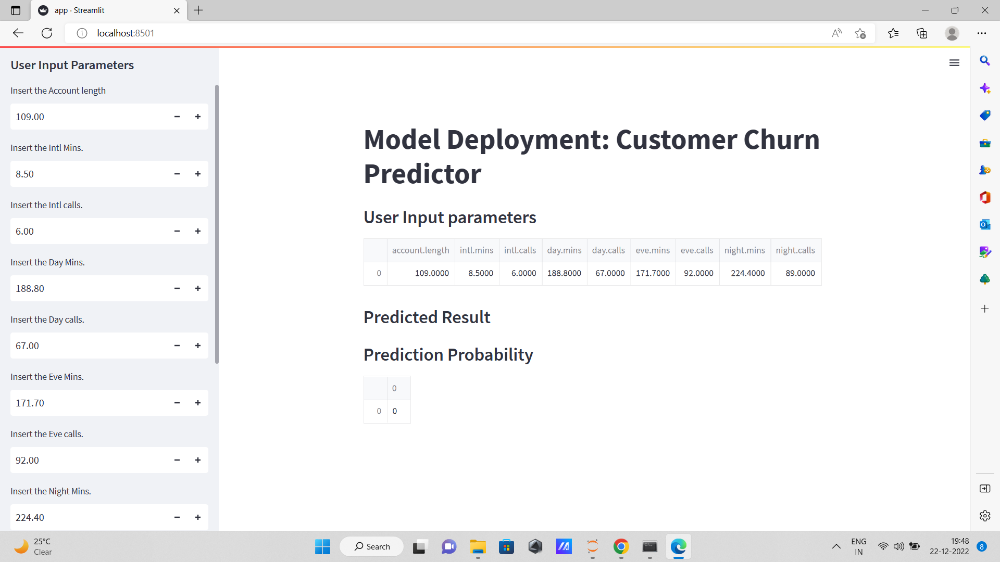 app · Streamlit
localhost:8501
User Input Parameters
Insert the Account length
109.00
Insert the Intl Mins.
8.50
Insert the Intl calls.
6.00
Insert the Day Mins.
188.80
Insert the Day calls.
67.00
Insert the Eve Mins.
171.70
Insert the Eve calls.
92.00
Insert the Night Mins.
224.40
Model Deployment: Customer Churn
Predictor
User Input parameters
account.length intl.mins intl.calls day.mins day.calls eve.mins eve.calls night.mins night.calls
0 109.0000 8.5000 6.0000 188.8000 67.0000 171.7000 92.0000 224.4000 89.0000
Predicted Result
Prediction Probability
0
0 0
25°C
Clear
Search
ENG
IN
19:48
22-12-2022
8